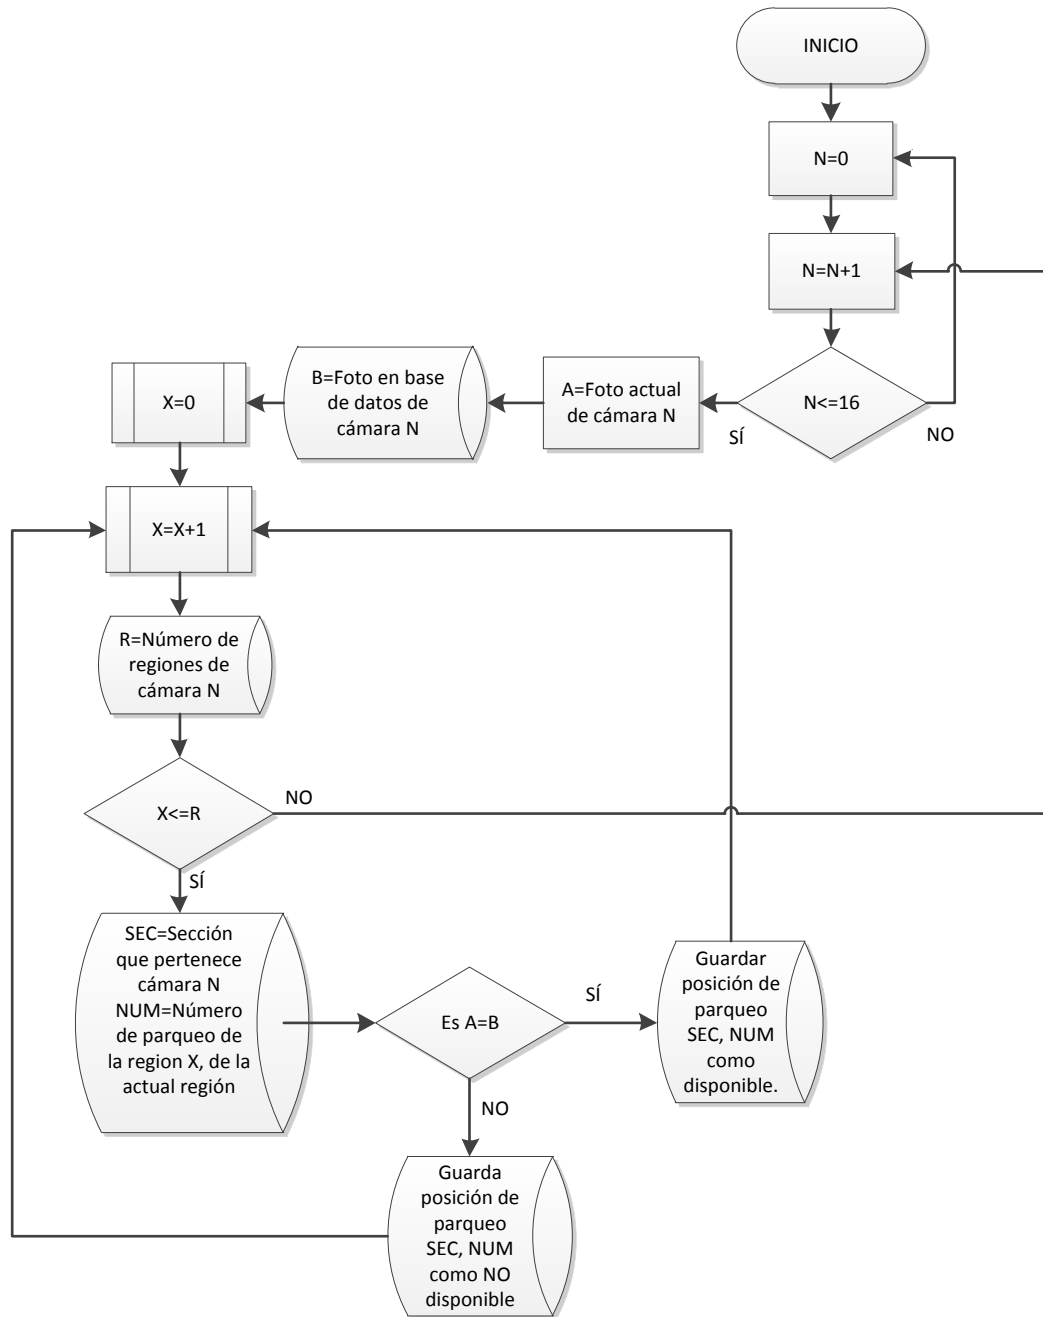 INICIO
N=0
N=N+1
N<=16
SÍ
NO
A=Foto actual
de cámara N
B=Foto en base
de datos de
cámara N
X=0
X=X+1
R=Número de
regiones de
cámara N
X<=R
NO
SÍ
SEC=Sección
que pertenece
cámara N
NUM=Número
de parqueo de
la region X, de la
actual región
Es A=B
SÍ
NO
Guardar
posición de
parqueo
SEC, NUM
como
disponible.
Guarda
posición de
parqueo
SEC, NUM
como NO
disponible